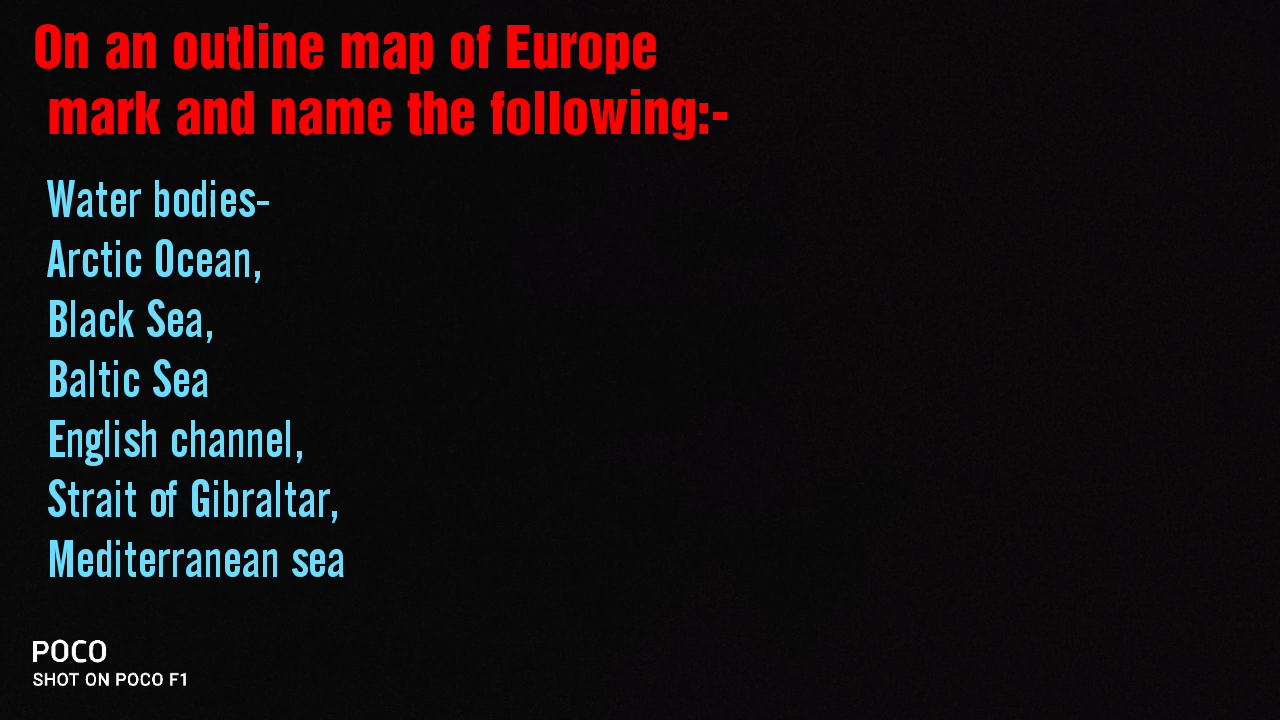 On an outline map of Europe
mark and name the following:-
Water bodies-
Arctic Ocean,
Black Sea,
Baltic Sea
English channel,
Strait of Gibraltar,
Mediterranean sea
POCO
SHOT ON POCO F1